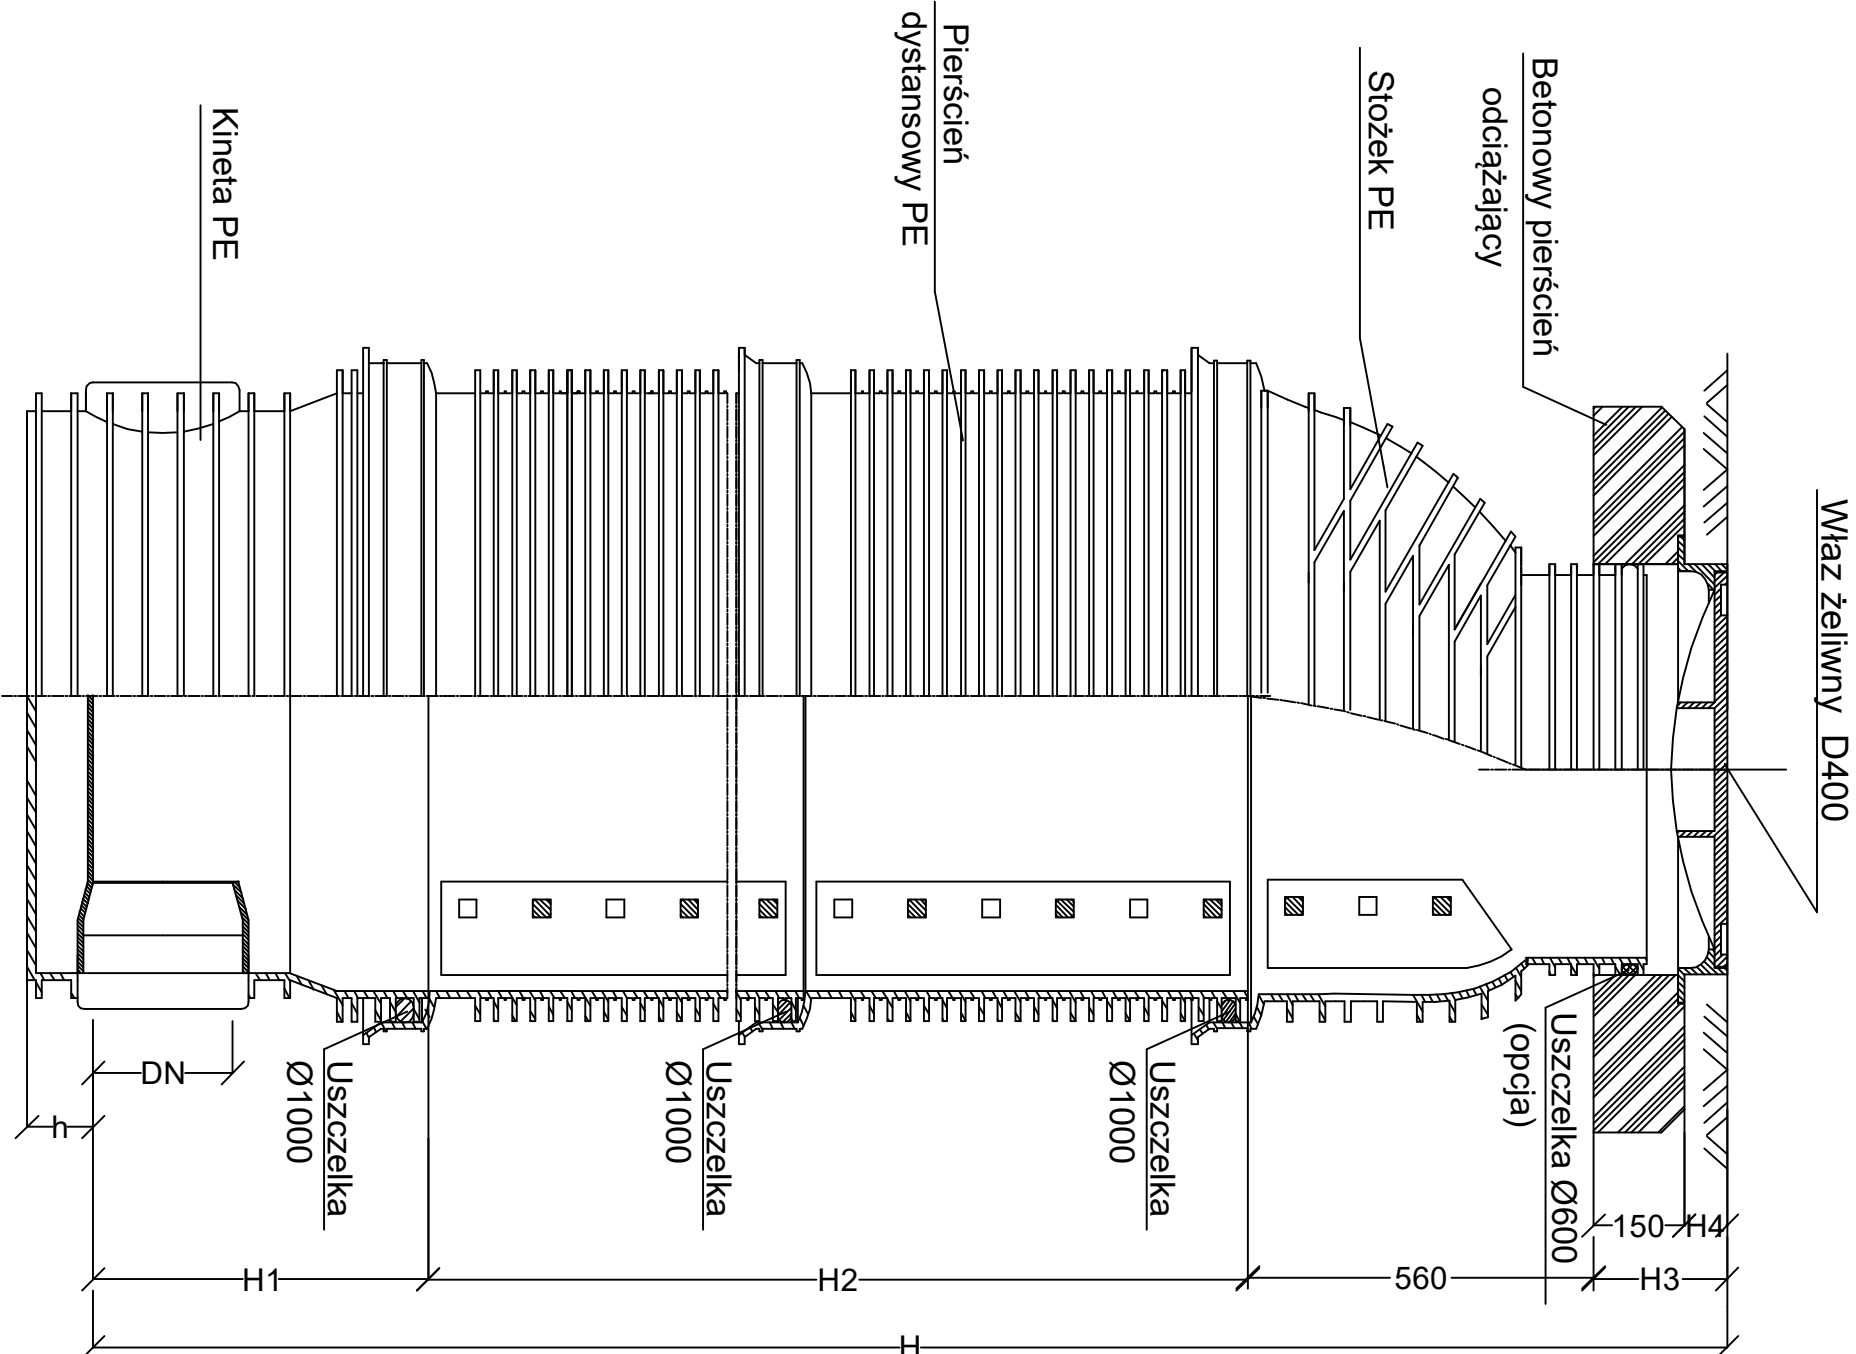 Właz żeliwny D400
Betonowy pierścień
odciążający
Stożek PE
Pierścień
dystansowy PE
Kineta PE
Uszczelka Ø600
(opcja)
Uszczelka
Ø1000
Uszczelka
Ø1000
Uszczelka
Ø1000
DN
h
150
H4
H1
H2
560
H3
H